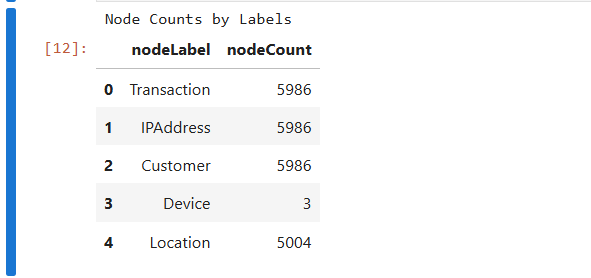 Node Counts by Labels
[12]:
nodeLabel nodeCount
0 Transaction 5986
1 IPAddress 5986
2 Customer 5986
3 Device 3
4 Location 5004